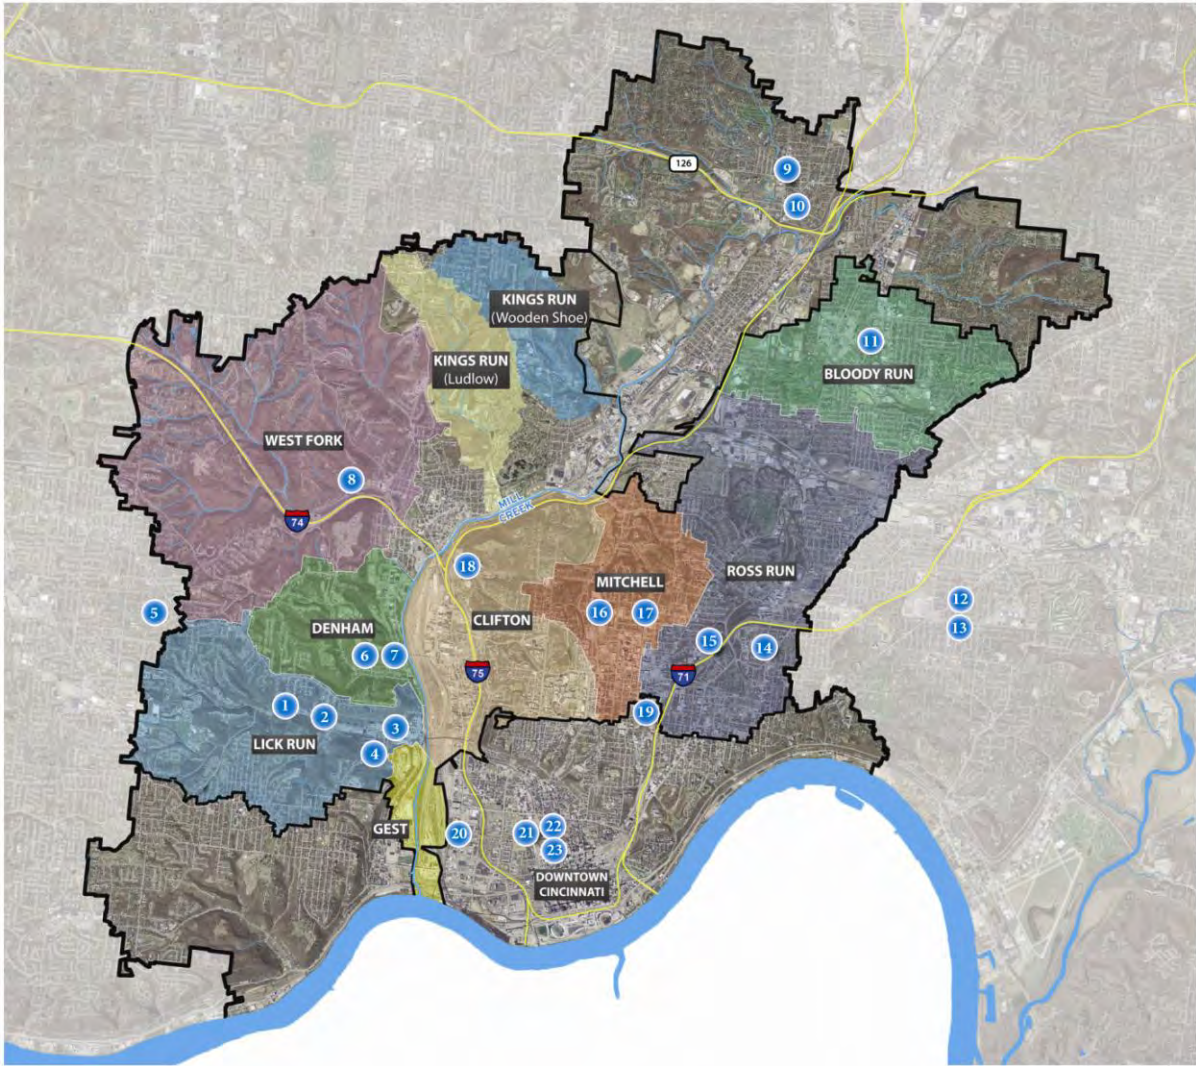 9
126
10
KINGS RUN
(Wooden Shoe)
11
KINGS RUN
(Ludlow)
BLOODY RUN
WEST FORK
8
MILL
CREEK
74
18
ROSS RUN
MITCHELL
12
5
16
17
CLIFTON
DENHAM
13
15
14
6
7
75
71
1
19
2
3
LICK RUN
4
GEST
20
21
22
23
DOWNTOWN
CINCINNATI